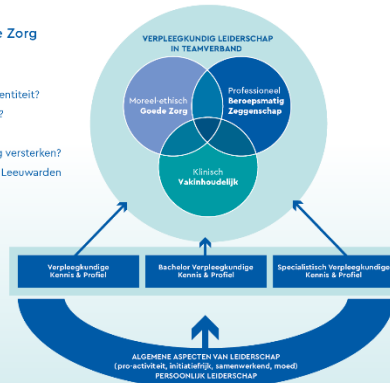 e Zorg
entiteit?
?
g versterken?
Leeuwarden
VERPLEEGKUNDIG LEIDERSCHAP
IN TEAMVERBAND
Moreel-ethisch
Goede Zorg
Professioneel
Beroepsmatig
Zeggenschap
Klinisch
Vakinhoudelijk
Verpleegkundige
Kennis & Profiel
Bachelor Verpleegkundige
Kennis & Profiel
Specialistisch Verpleegkundige
Kennis & Profiel
ALGEMENE ASPECTEN VAN LEIDERSCHAP
(pro-activiteit, initiatiefrijk, samenwerkend, moed)
PERSOONLIJK LEIDERSCHAP